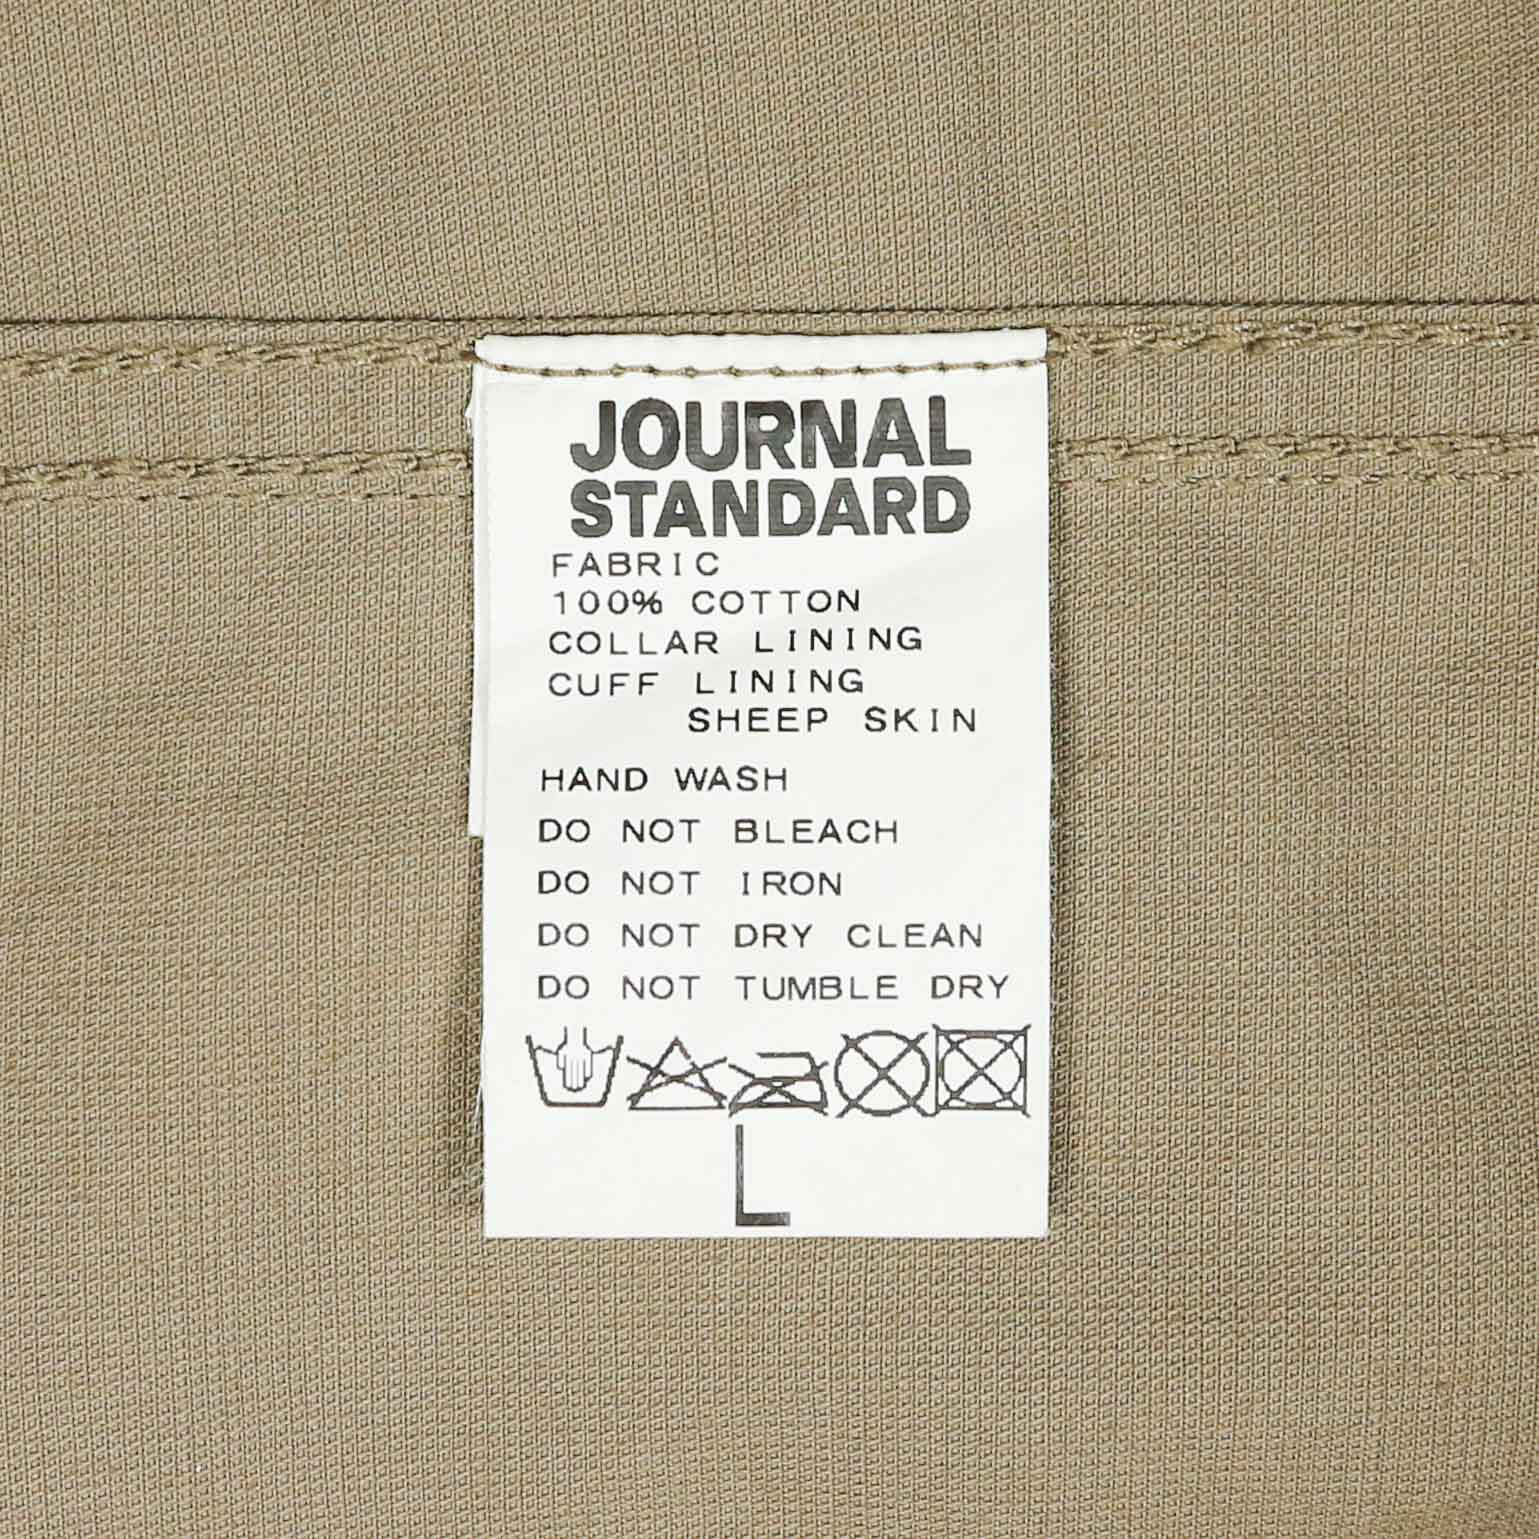 JOURNAL
STANDARD
FABRIC
100% COTTON
COLLAR LINING
CUFF LINING
SHEEP SKIN
HAND WASH
DO NOT BLEACH
DO NOT IRON
DO NOT DRY CLEAN
DO NOT TUMBLE DRY
L